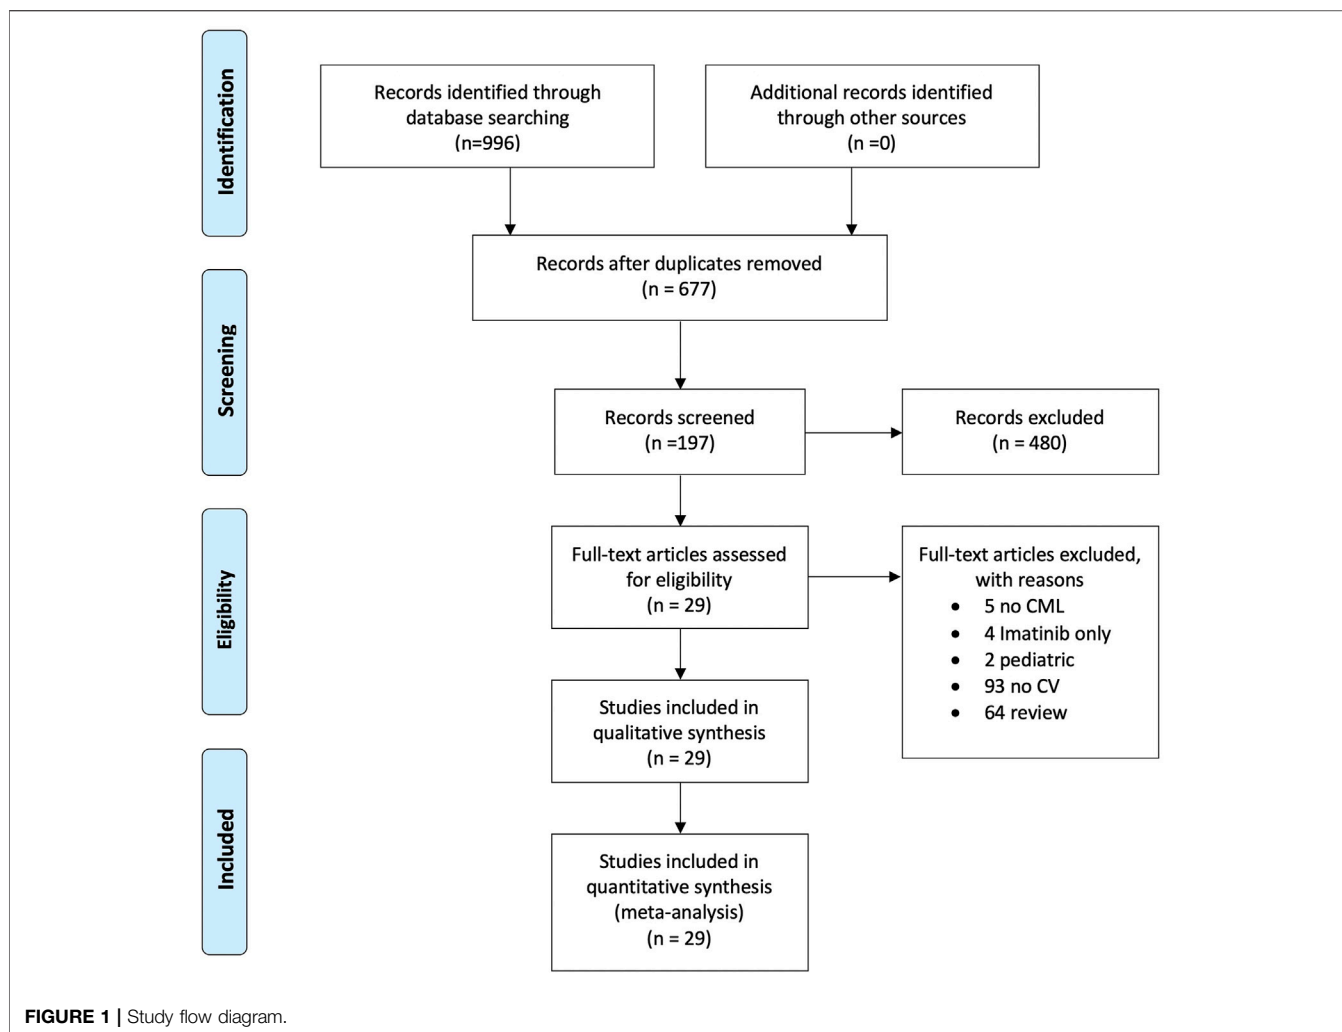 Identification
Records identified through
database searching
(n=996)
Additional records identified
through other sources
(n =0)
Records after duplicates removed
(n = 677)
Screening
Records screened
(n =197)
Records excluded
(n = 480)
Eligibility
Full-text articles assessed
for eligibility
(n = 29)
Full-text articles excluded,
with reasons
• 5 no CML
• 4 Imatinib only
• 2 pediatric
• 93 no CV
• 64 review
Studies included in
qualitative synthesis
(n = 29)
Included
Studies included in
quantitative synthesis
(meta-analysis)
(n = 29)
FIGURE 1 | Study flow diagram.